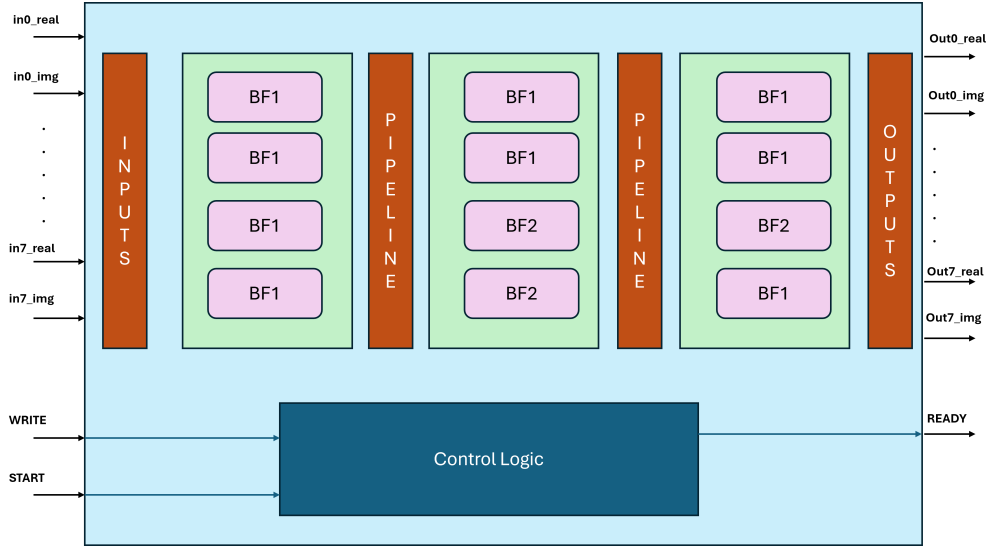 in0_real
in0_img
.
.
.
.
.
in7_real
in7_img
WRITE
START
INPUTS
BF1
BF1
BF1
BF1
PIPELINE
BF1
BF1
BF2
BF2
PIPELINE
BF1
BF1
BF2
BF1
OUTPUTS
Control Logic
Out0_real
Out0_img
.
.
.
.
.
Out7_real
Out7_img
READY